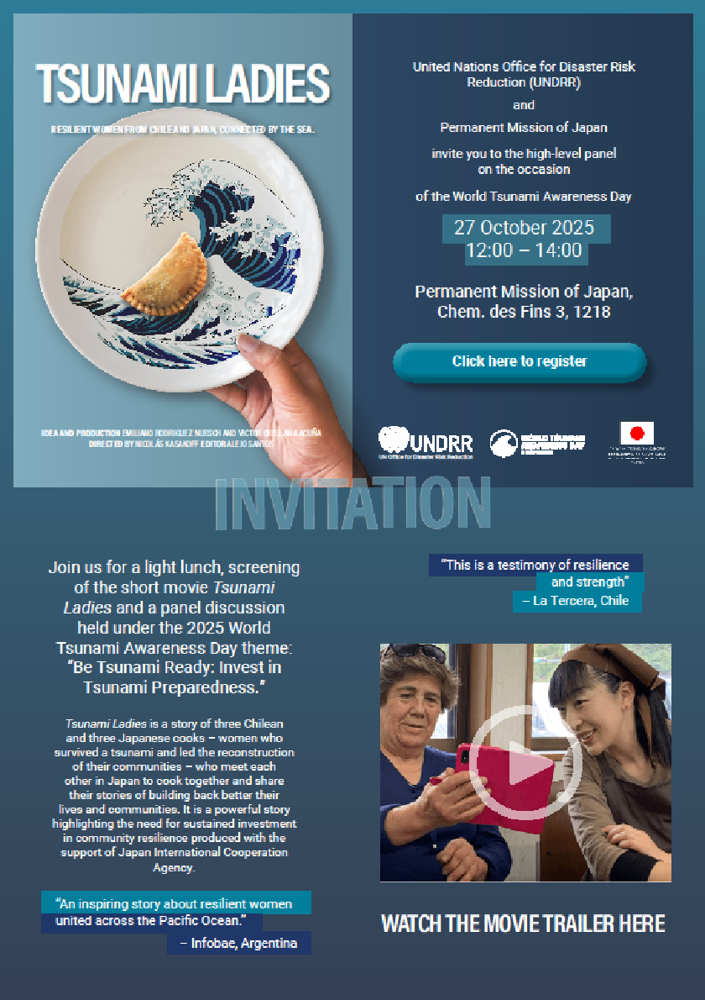 TSUNAMI LADIES
RESILIENT WOMEN FROM CHILE AND JAPAN, CONNECTED BY THE SEA.
IDEA AND PRODUCTION EMILIANO RODRIGUEZ NUESCH AND VICTOR ORELLANA ACUÑA
DIRECTED BY NICOLÁS KASAKOFF EDITOR ALEJO SANTOS
United Nations Office for Disaster Risk
Reduction (UNDRR)
and
Permanent Mission of Japan
invite you to the high-level panel
on the occasion
of the World Tsunami Awareness Day
27 October 2025
12:00 – 14:00
Permanent Mission of Japan,
Chem. des Fins 3, 1218
Click here to register
UNDRR
UN Office for Disaster Risk Reduction
WORLD TSUNAMI
AWARENESS DAY
INVITATION
Join us for a light lunch, screening
of the short movie Tsunami
Ladies and a panel discussion
held under the 2025 World
Tsunami Awareness Day theme:
“Be Tsunami Ready: Invest in
Tsunami Preparedness.”
Tsunami Ladies is a story of three Chilean
and three Japanese cooks – women who
survived a tsunami and led the reconstruction
of their communities – who meet each
other in Japan to cook together and share
their stories of building back better their
lives and communities. It is a powerful story
highlighting the need for sustained investment
in community resilience produced with the
support of Japan International Cooperation
Agency.
“An inspiring story about resilient women
united across the Pacific Ocean.”
– Infobae, Argentina
“This is a testimony of resilience
and strength”
– La Tercera, Chile
WATCH THE MOVIE TRAILER HERE